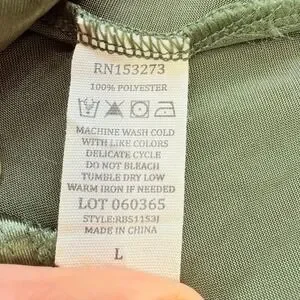 RN153273
100% POLYESTER
MACHINE WASH COLD
WITH LIKE COLORS
DELICATE CYCLE
DO NOT BLEACH
TUMBLE DRY LOW
WARM IRON IF NEEDED
LOT 060365
STYLE:RB51153J
MADE IN CHINA
L